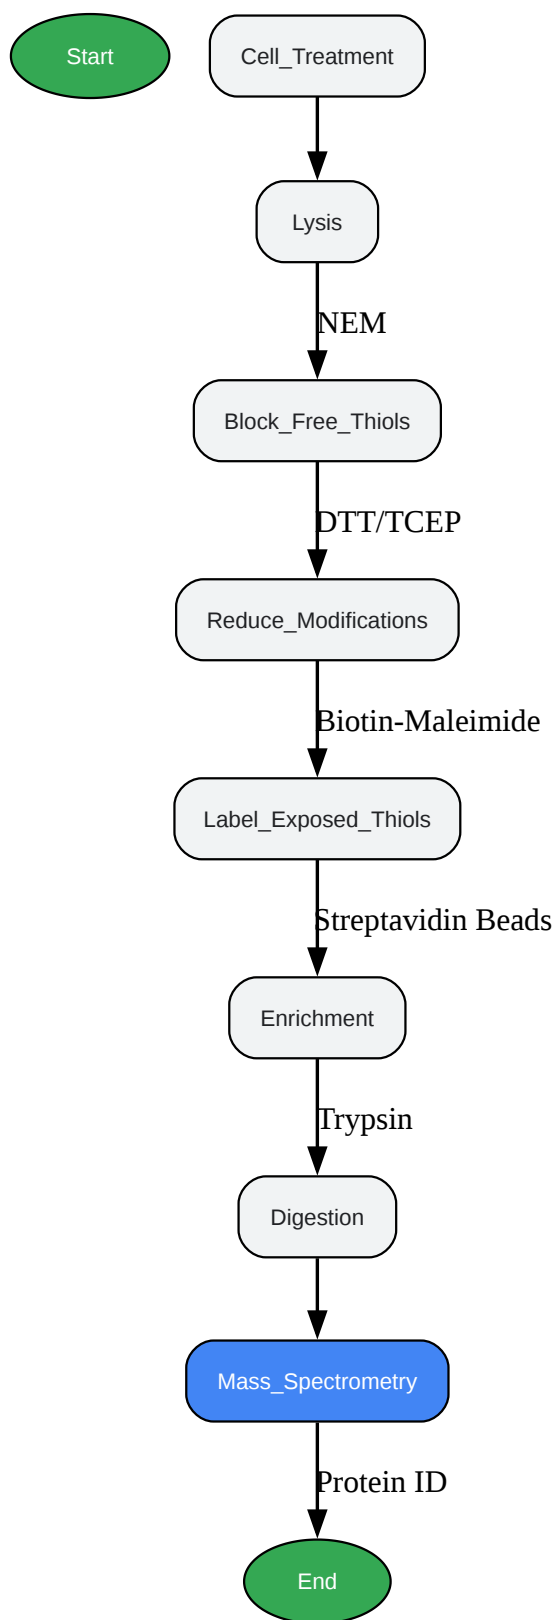 Start
Cell_Treatment
Lysis
NEM
Block_Free_Thiols
DTT/TCEP
Reduce_Modifications
Biotin-Maleimide
Label_Exposed_Thiols
Streptavidin Beads
Enrichment
Trypsin
Digestion
Mass_Spectrometry
Protein ID
End